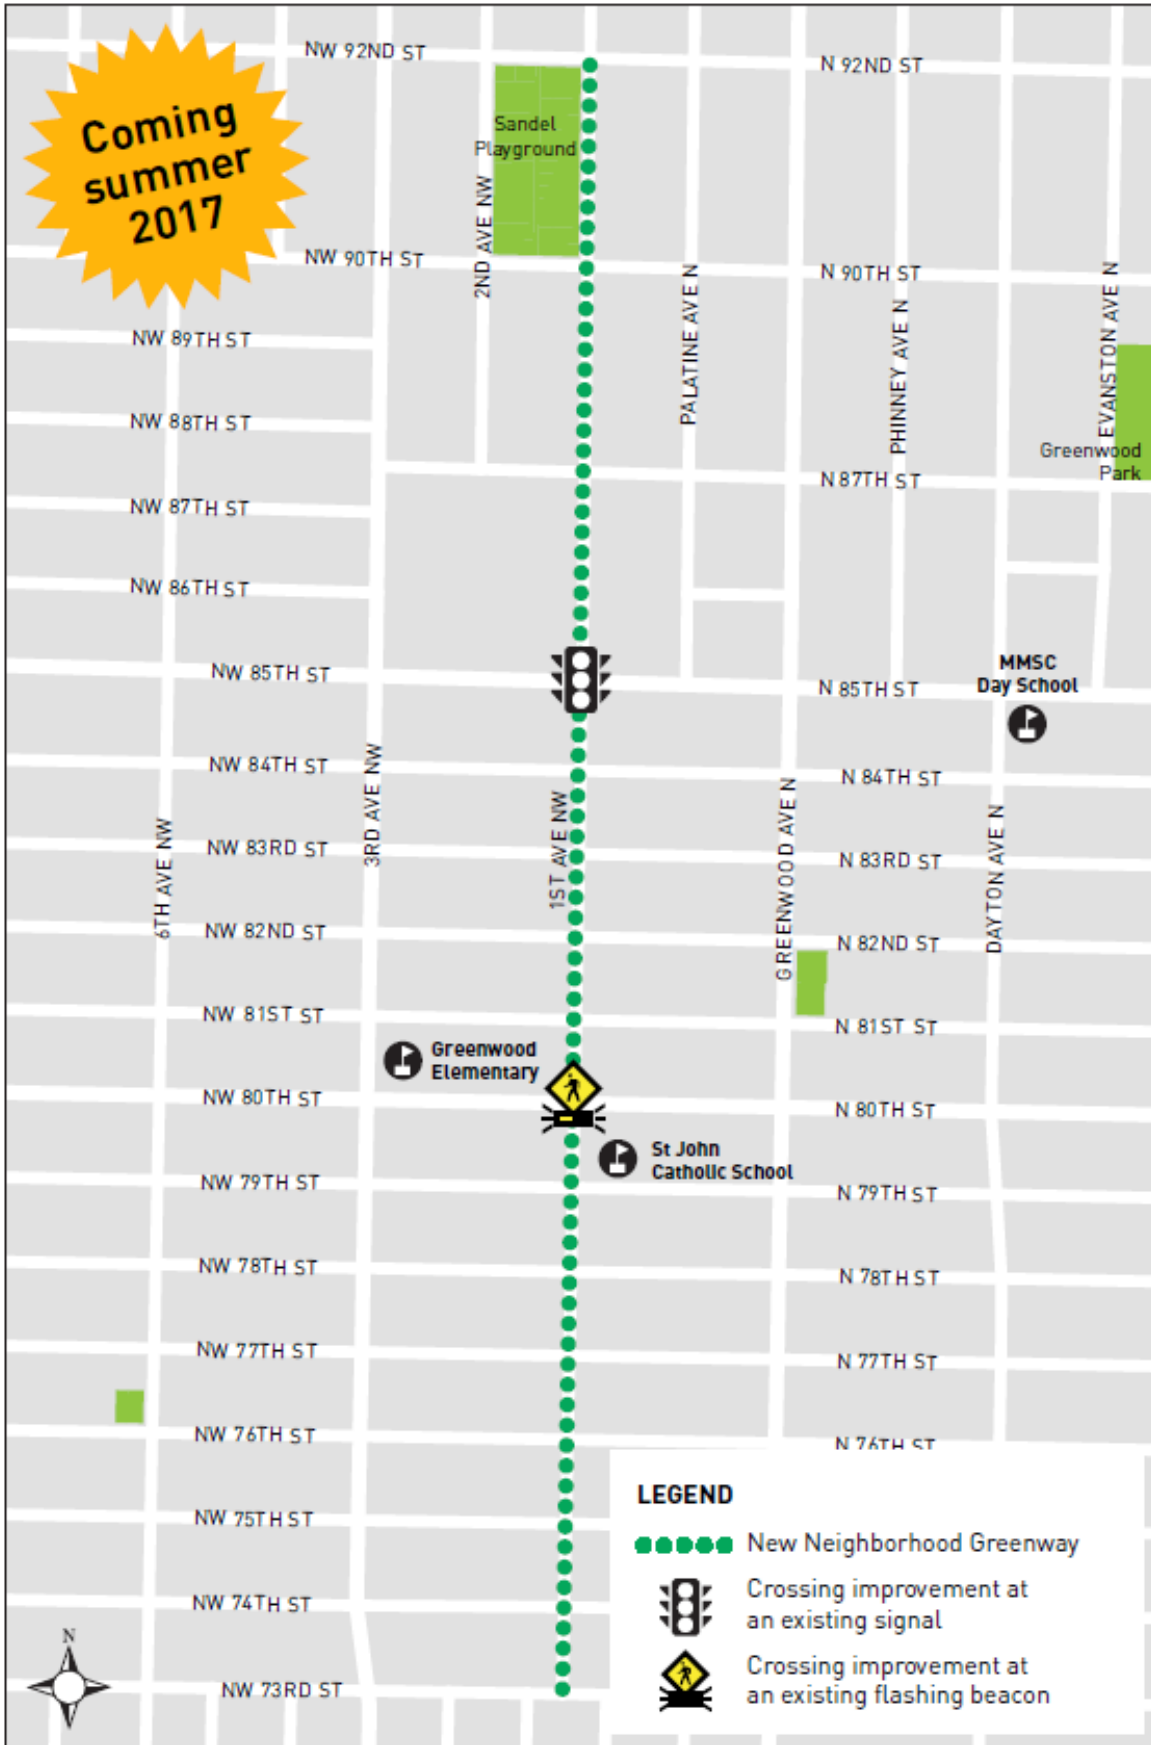 NW 92ND ST
N 92ND ST
Coming
summer
2017
Sandel
Playground
2ND AVE NW
NW 90TH ST
N 90TH ST
PALATINE AVE N
PHINNEY AVE N
EVANSTON AVE N
NW 89TH ST
NW 88TH ST
Greenwood
Park
N 87TH ST
NW 87TH ST
NW 86TH ST
NW 85TH ST
N 85TH ST
MMSC
Day School
NW 84TH ST
N 84TH ST
3RD AVE NW
1ST AVE NW
6TH AVE NW
GREENWOOD AVE N
DAYTON AVE N
NW 83RD ST
N 83RD ST
NW 82ND ST
N 82ND ST
NW 81ST ST
N 81ST ST
Greenwood
Elementary
NW 80TH ST
N 80TH ST
St John
Catholic School
NW 79TH ST
N 79TH ST
NW 78TH ST
N 78TH ST
NW 77TH ST
N 77TH ST
NW 76TH ST
N 76TH ST
NW 75TH ST
NW 74TH ST
NW 73RD ST
N
LEGEND
New Neighborhood Greenway
Crossing improvement at
an existing signal
Crossing improvement at
an existing flashing beacon